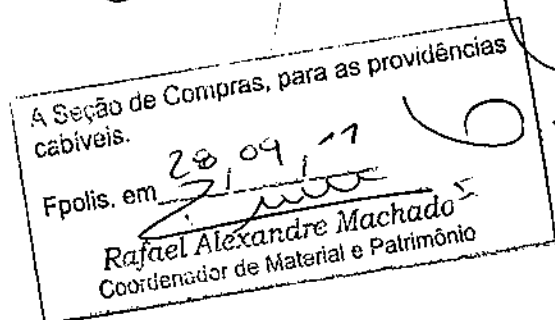 A Seção de Compras, para as providências
cabíveis.
Fpolis. em 28, 09, 11
Rafael Alexandre Machado
Coordenador de Material e Patrimônio